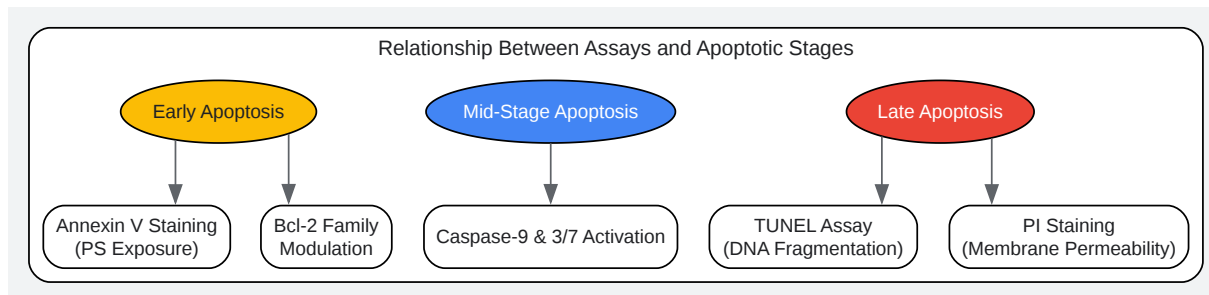 Relationship Between Assays and Apoptotic Stages
Early Apoptosis
Mid-Stage Apoptosis
Late Apoptosis
Annexin V Staining
(PS Exposure)
Bcl-2 Family
Modulation
Caspase-9 & 3/7 Activation
TUNEL Assay
(DNA Fragmentation)
PI Staining
(Membrane Permeability)